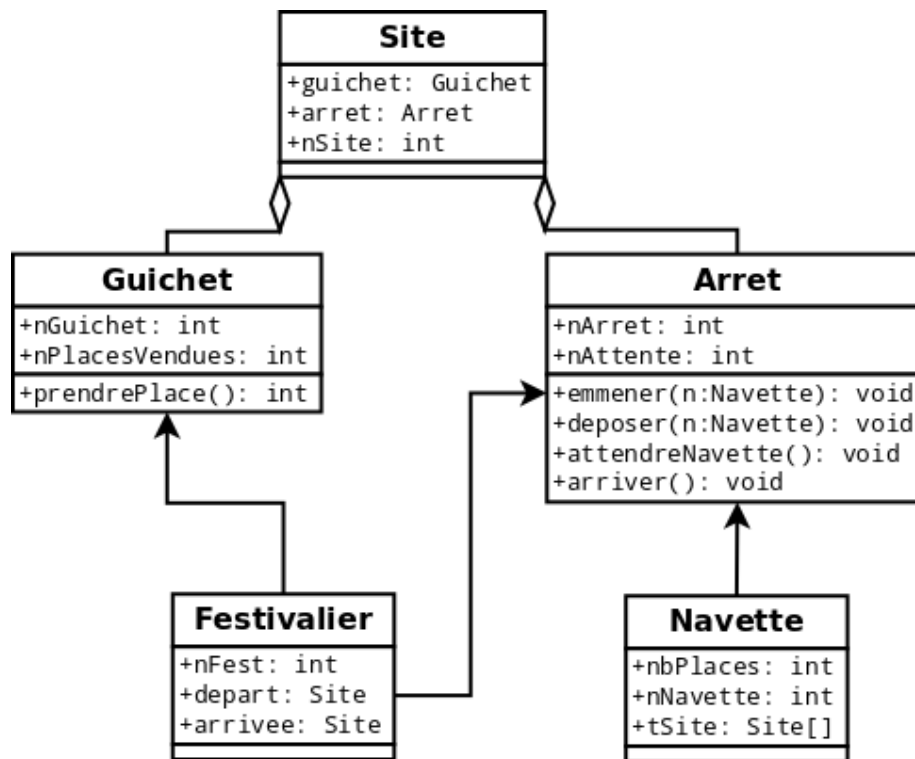 Site
+guichet: Guichet
+arret: Arret
+nSite: int
Guichet
+nGuichet: int
+nPlacesVendues: int
+prendrePlace(): int
Arret
+nArret: int
+nAttente: int
+emmener(n:Navette): void
+deposer(n:Navette): void
+attendreNavette(): void
+arriver(): void
Festivalier
+nFest: int
+depart: Site
+arrivee: Site
Navette
+nbPlaces: int
+nNavette: int
+tSite: Site[]